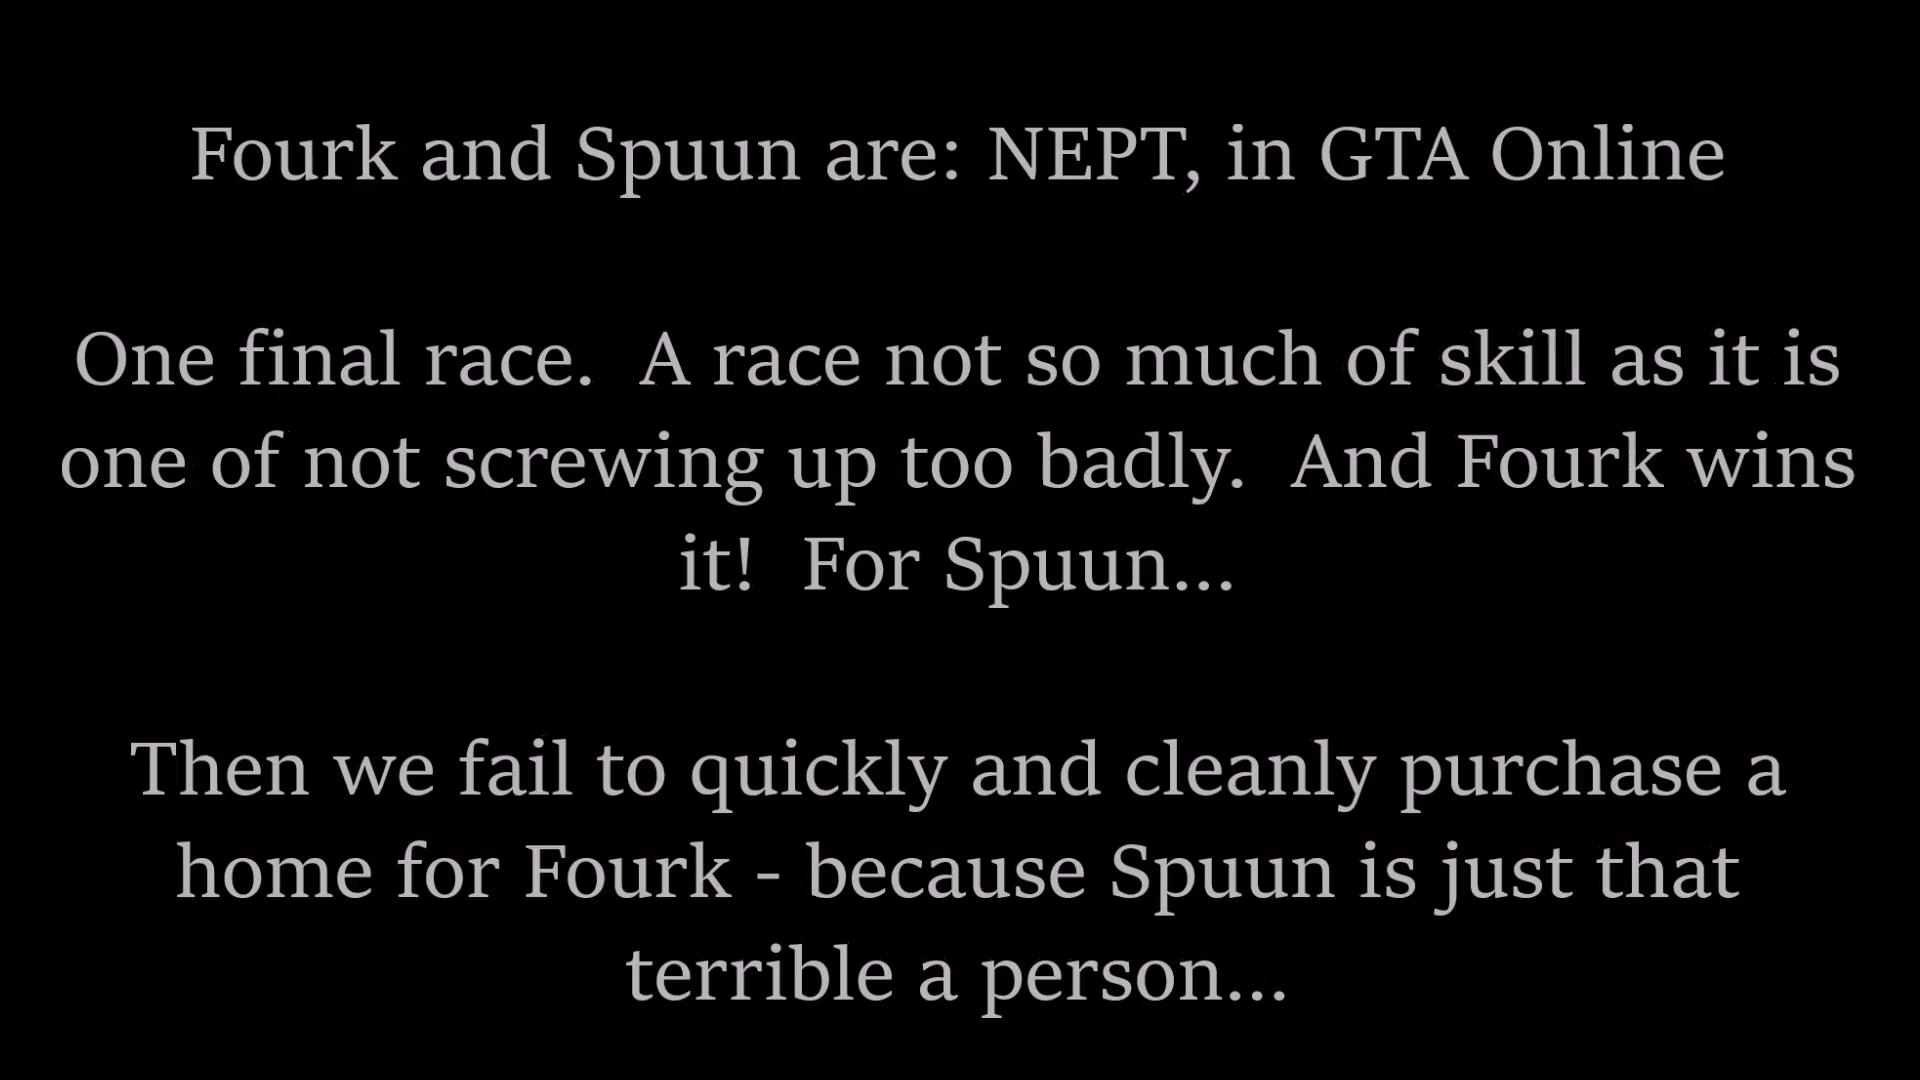 Fourk and Spuun are: NEPT, in GTA Online
One final race.  A race not so much of skill as it is
one of not screwing up too badly.  And Fourk wins
it!  For Spuun...
Then we fail to quickly and cleanly purchase a
home for Fourk - because Spuun is just that
terrible a person...